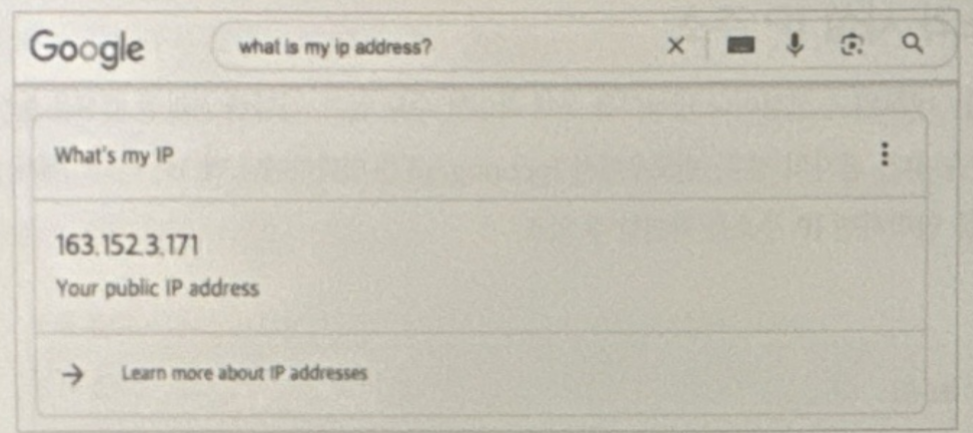 Google what is my ip address?
What's my IP
163.152.3.171
Your public IP address
Learn more about IP addresses